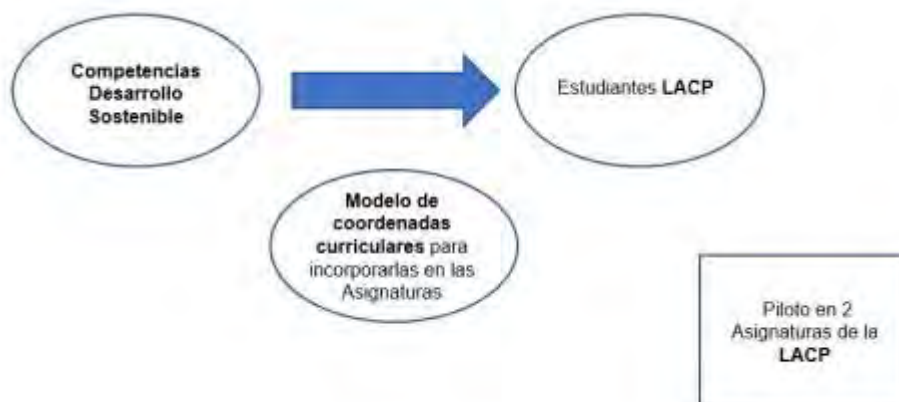 Competencias
Desarrollo
Sostenible
Estudiantes LACP
Modelo de
coordenadas
curriculares para
incorporarlas en las
Asignaturas
Piloto en 2
Asignaturas de la
LACP